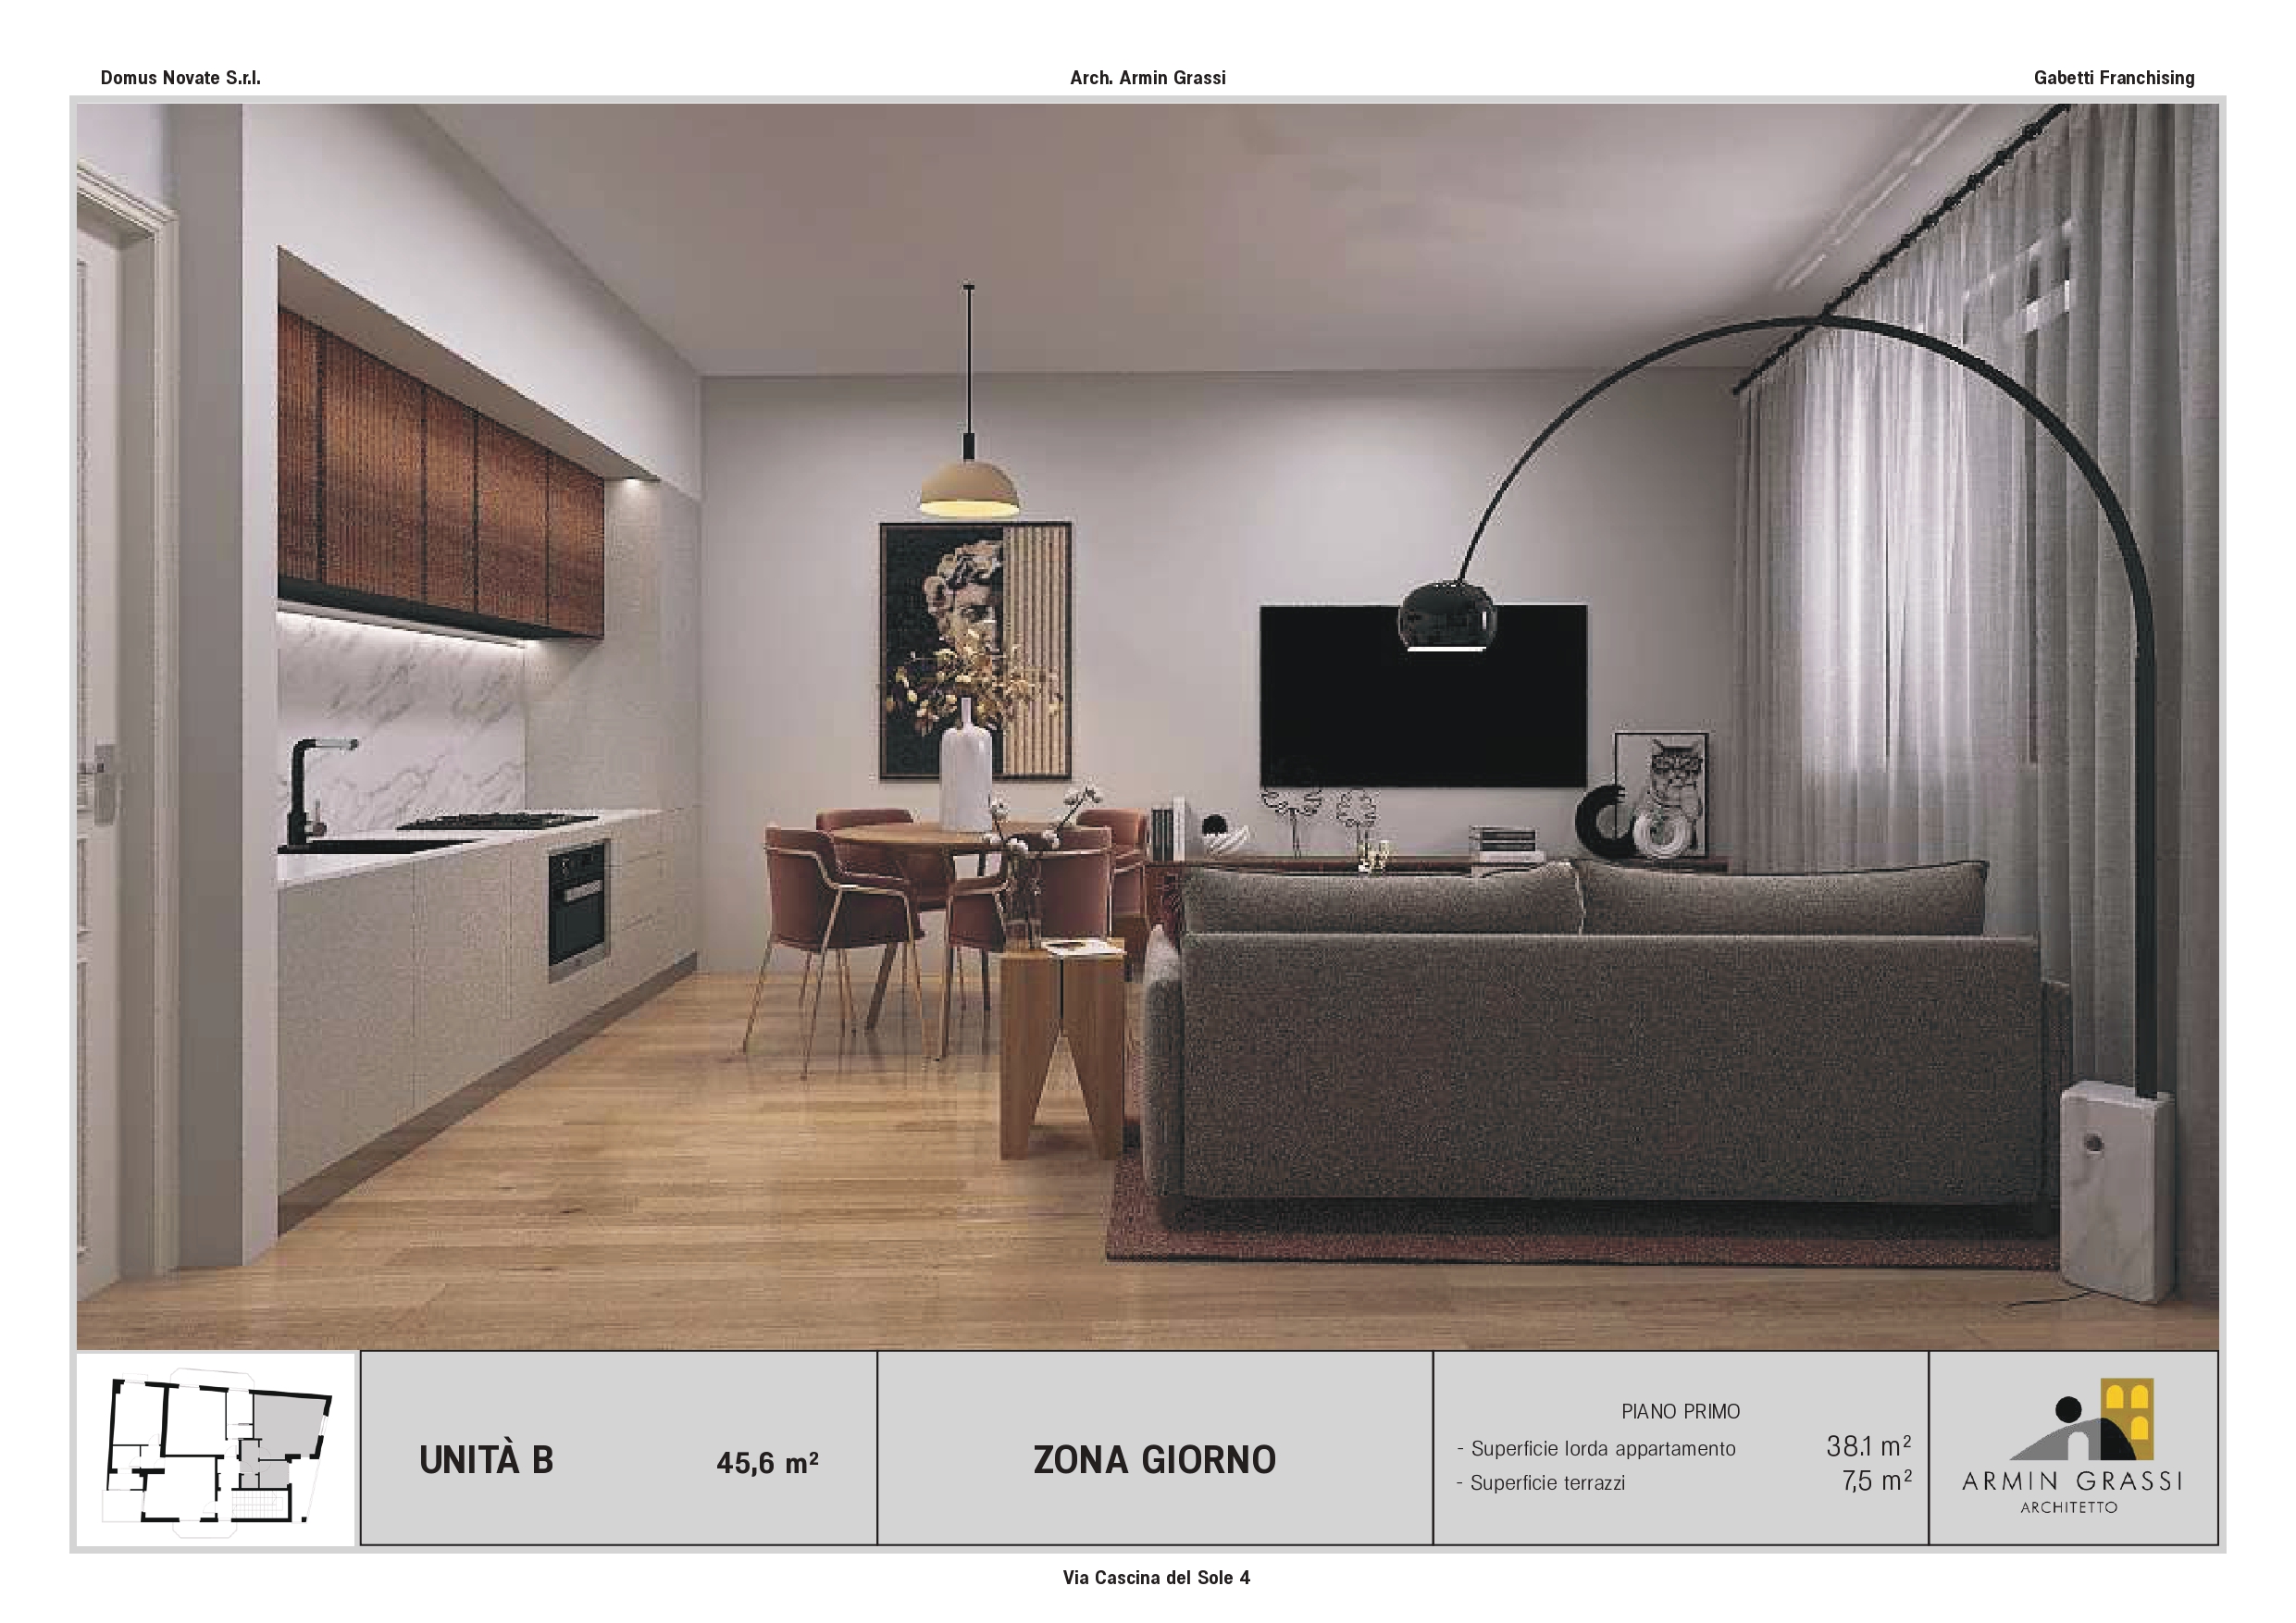 Domus Novate S.r.l.
Arch. Armin Grassi
Gabetti Franchising
UNITÀ B
45,6 m²
ZONA GIORNO
PIANO PRIMO
- Superficie lorda appartamento 38.1 m²
- Superficie terrazzi 7,5 m²
ARMIN GRASSI
ARCHITETTO
Via Cascina del Sole 4